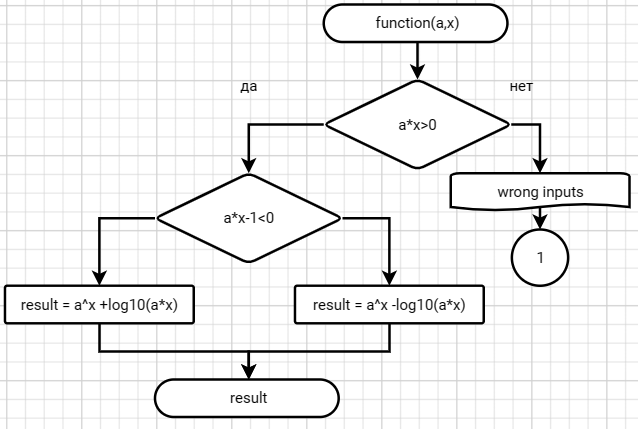 function(a,x)
да
нет
a*x>0
wrong inputs
a*x-1<0
1
result = a^x +log10(a*x)
result = a^x -log10(a*x)
result